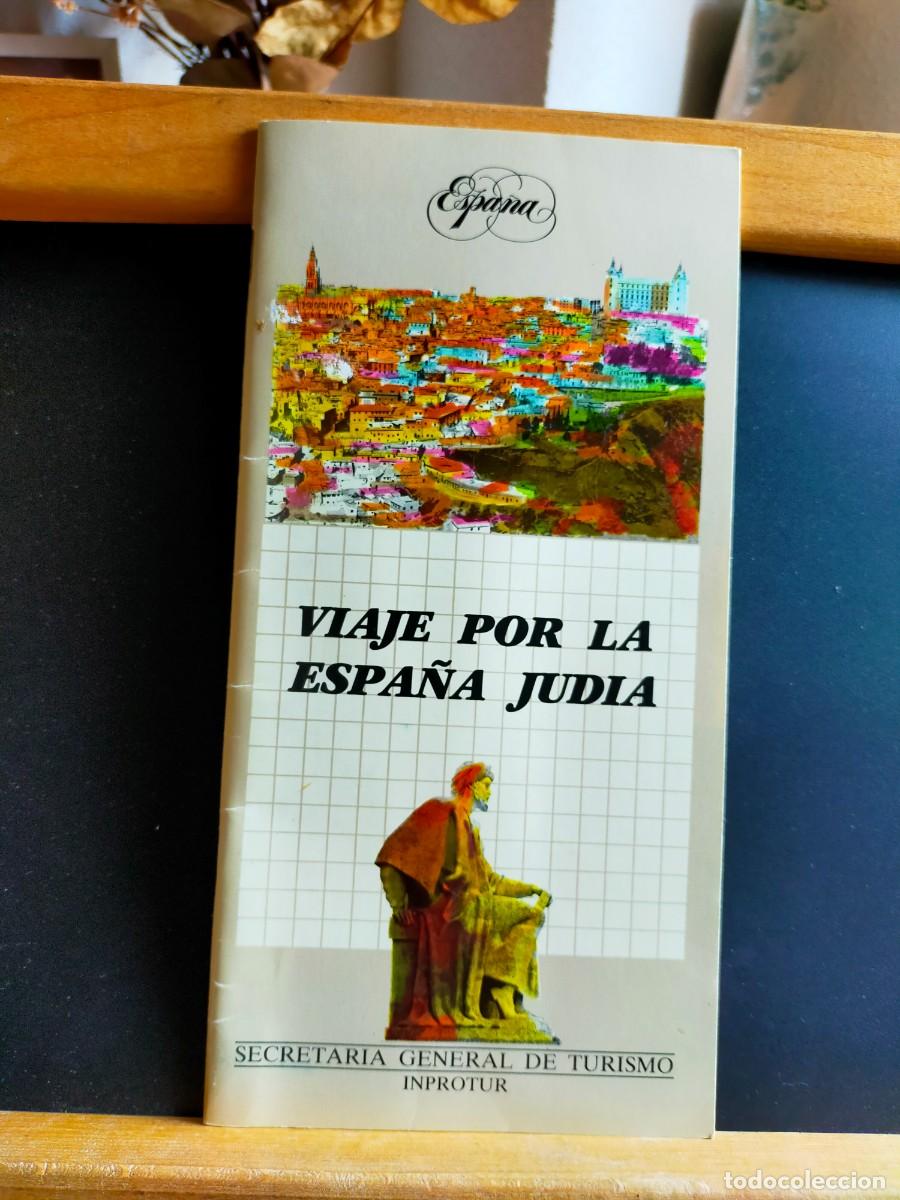 España
VIAJE POR LA
ESPAÑA JUDIA
SECRETARIA GENERAL DE TURISMO
INPROTUR
todocoleccion